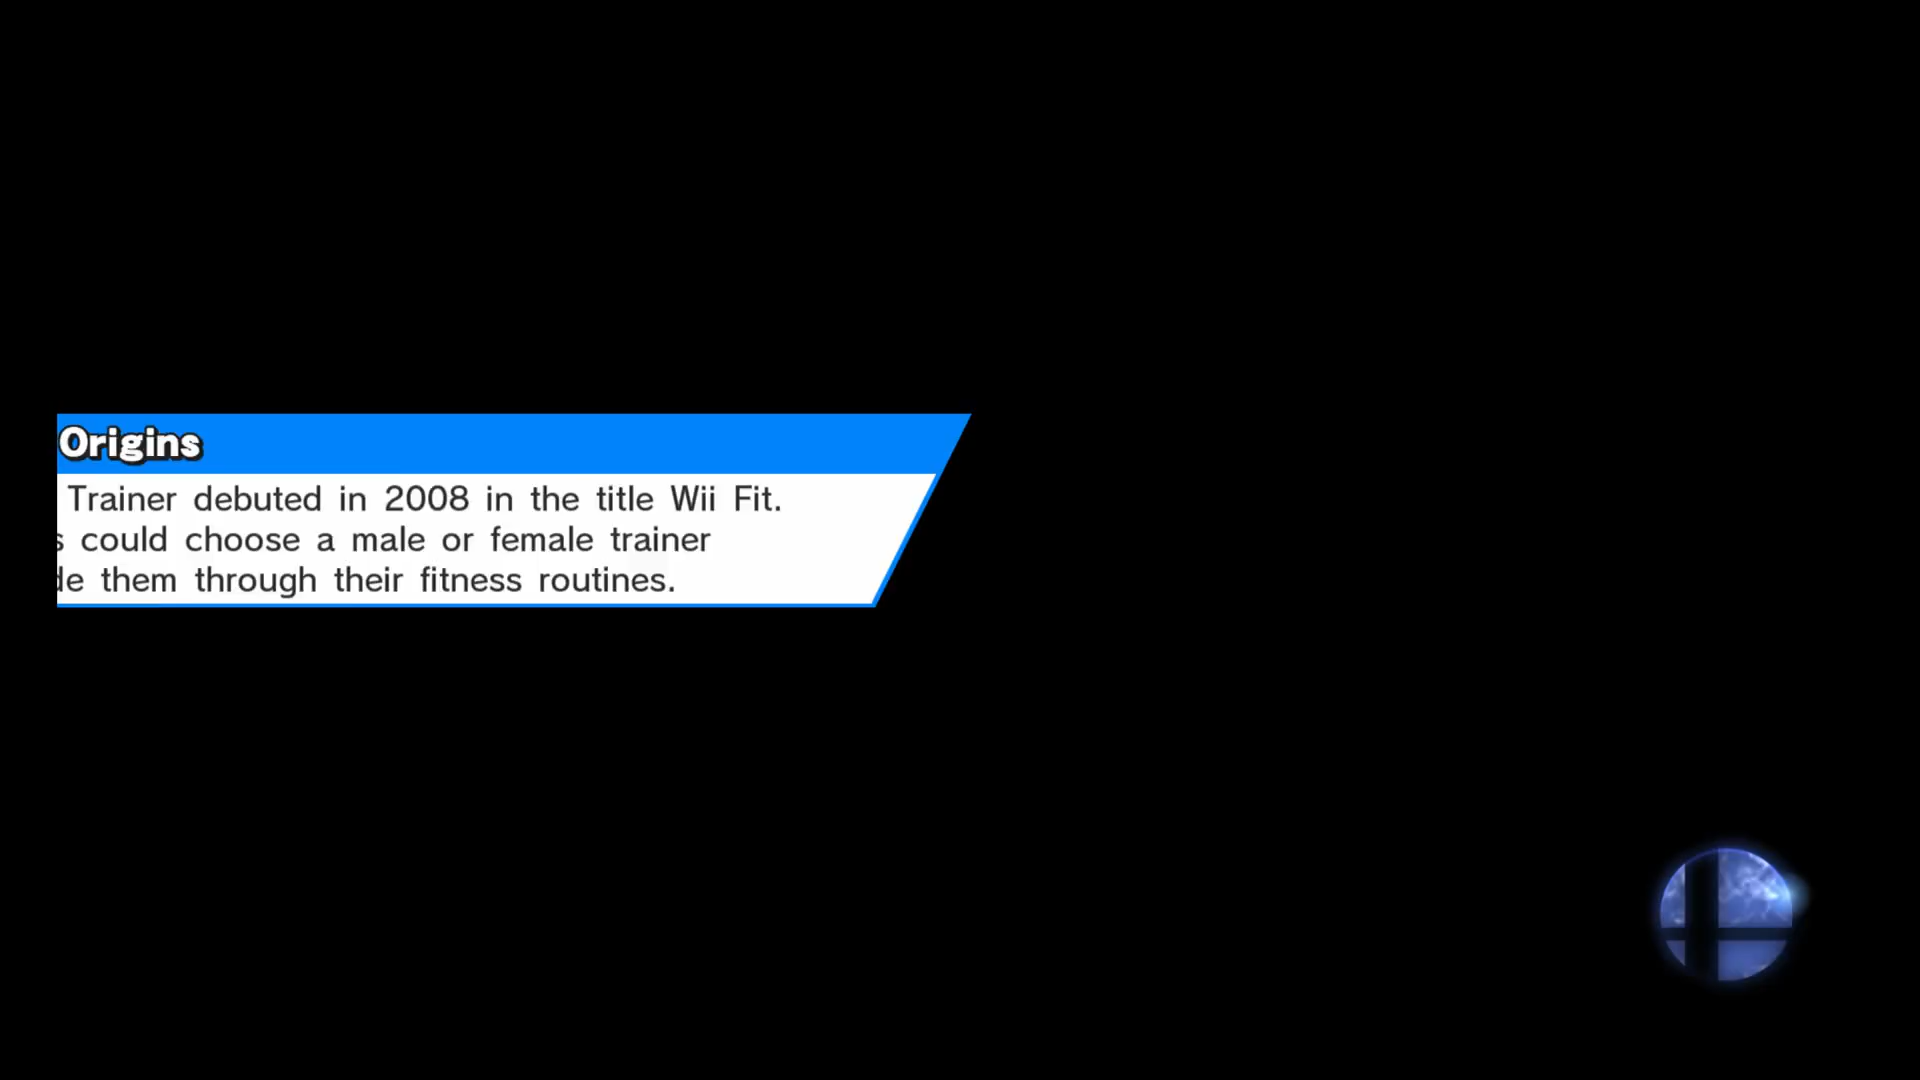 Origins
Trainer debuted in 2008 in the title Wii Fit.
could choose a male or female trainer
them through their fitness routines.